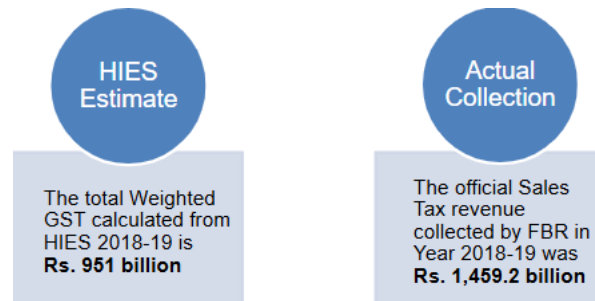 HIES
Estimate
The total Weighted
GST calculated from
HIES 2018-19 is
Rs. 951 billion
Actual
Collection
The official Sales
Tax revenue
collected by FBR in
Year 2018-19 was
Rs. 1,459.2 billion